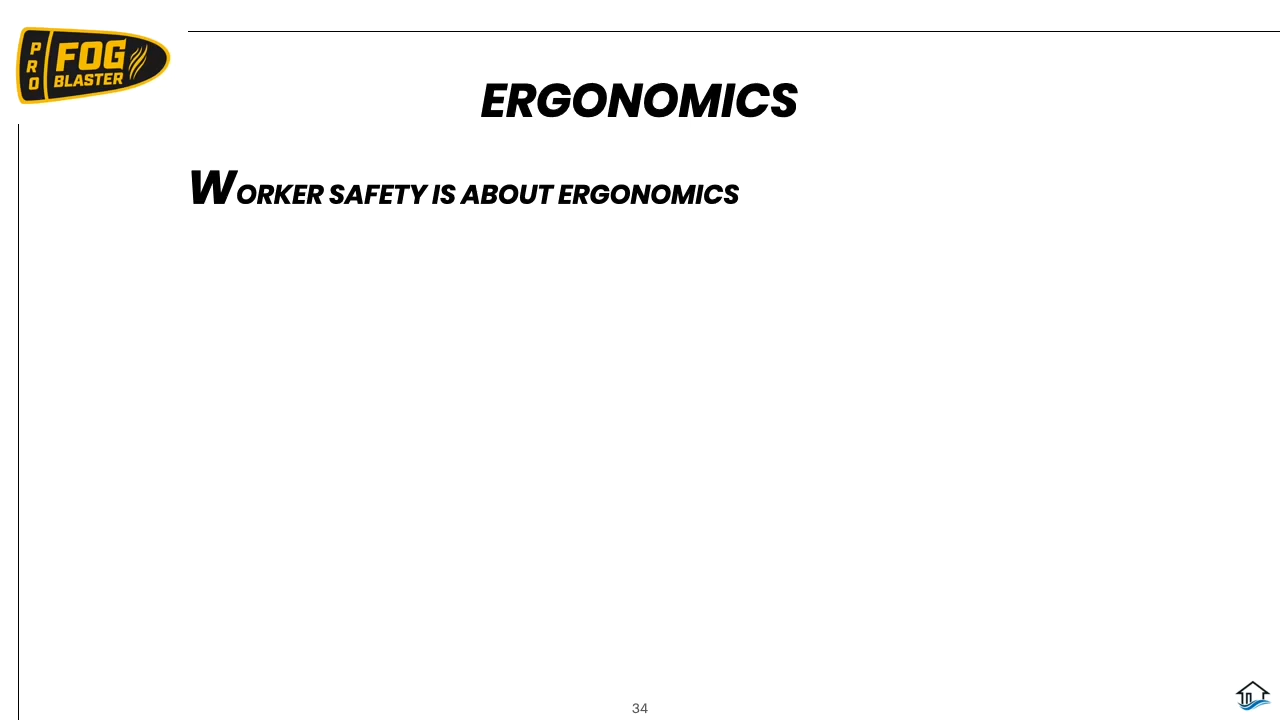 PRO
FOG
BLASTER
ERGONOMICS
WORKER SAFETY IS ABOUT ERGONOMICS
34